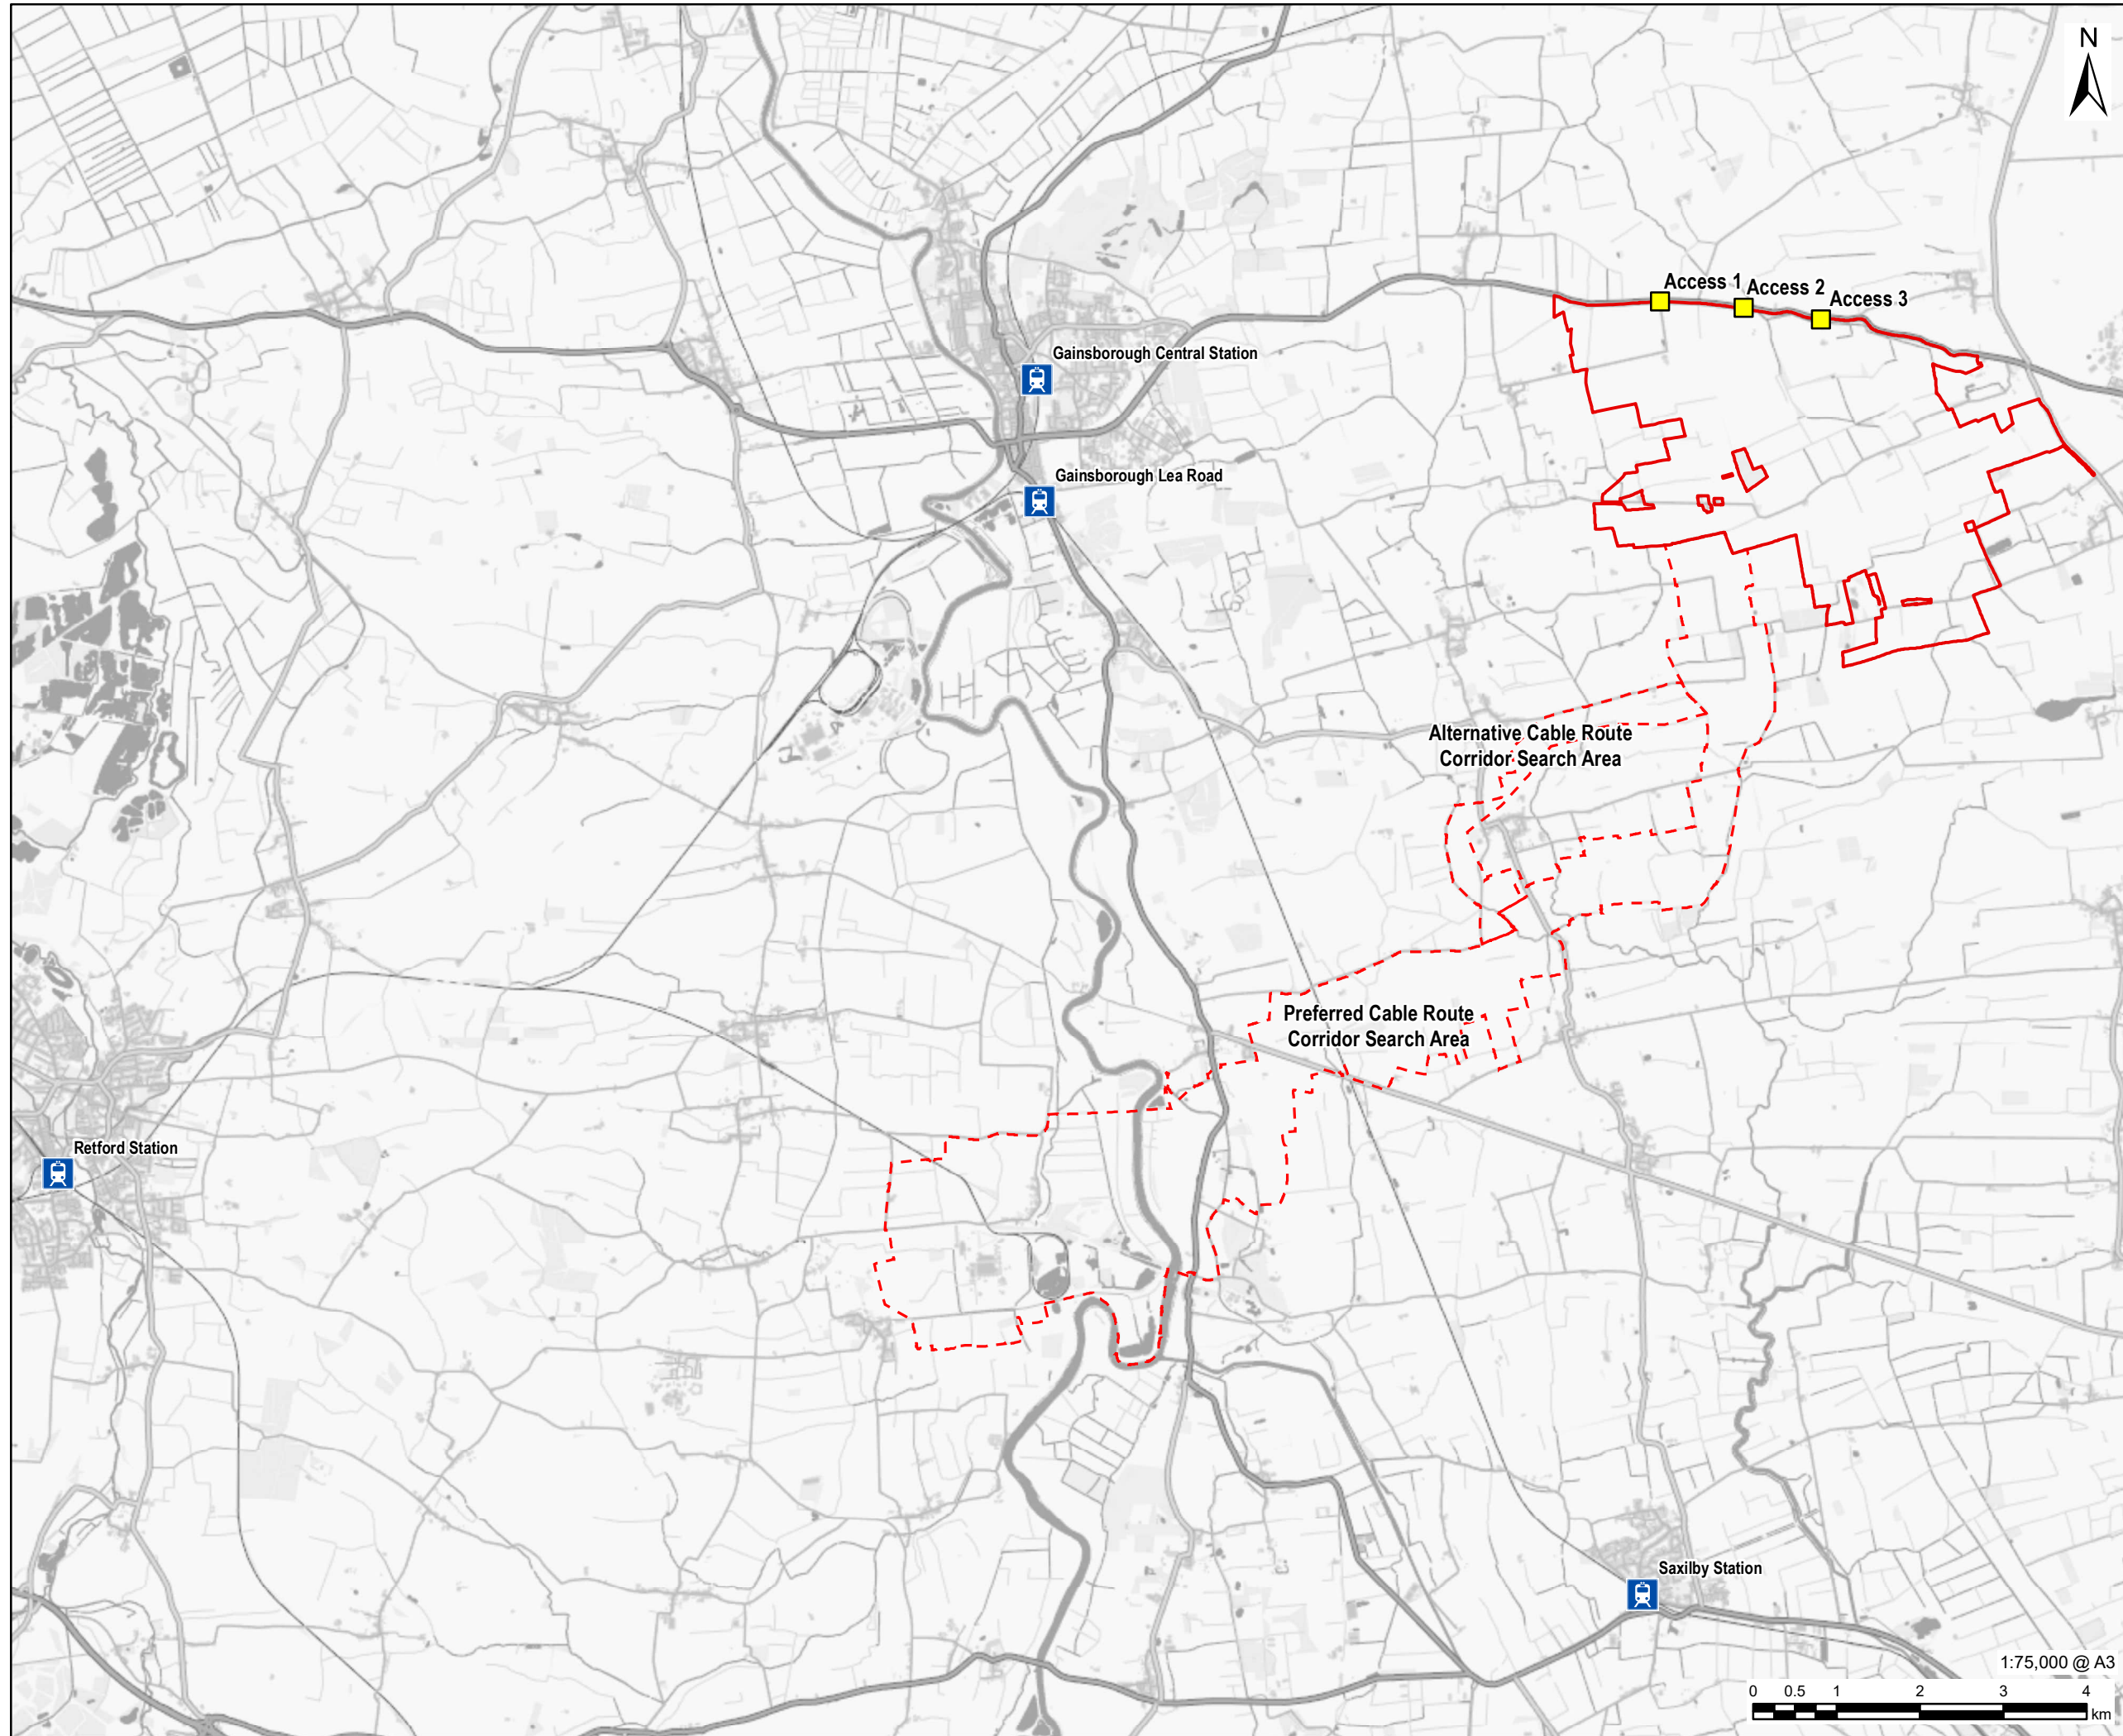 N
Access 1
Access 2
Access 3
Gainsborough Central Station
Gainsborough Lea Road
Alternative Cable Route
Corridor Search Area
Preferred Cable Route
Corridor Search Area
Retford Station
Saxilby Station
1:75,000 @ A3
0 0.5 1 2 3 4
km